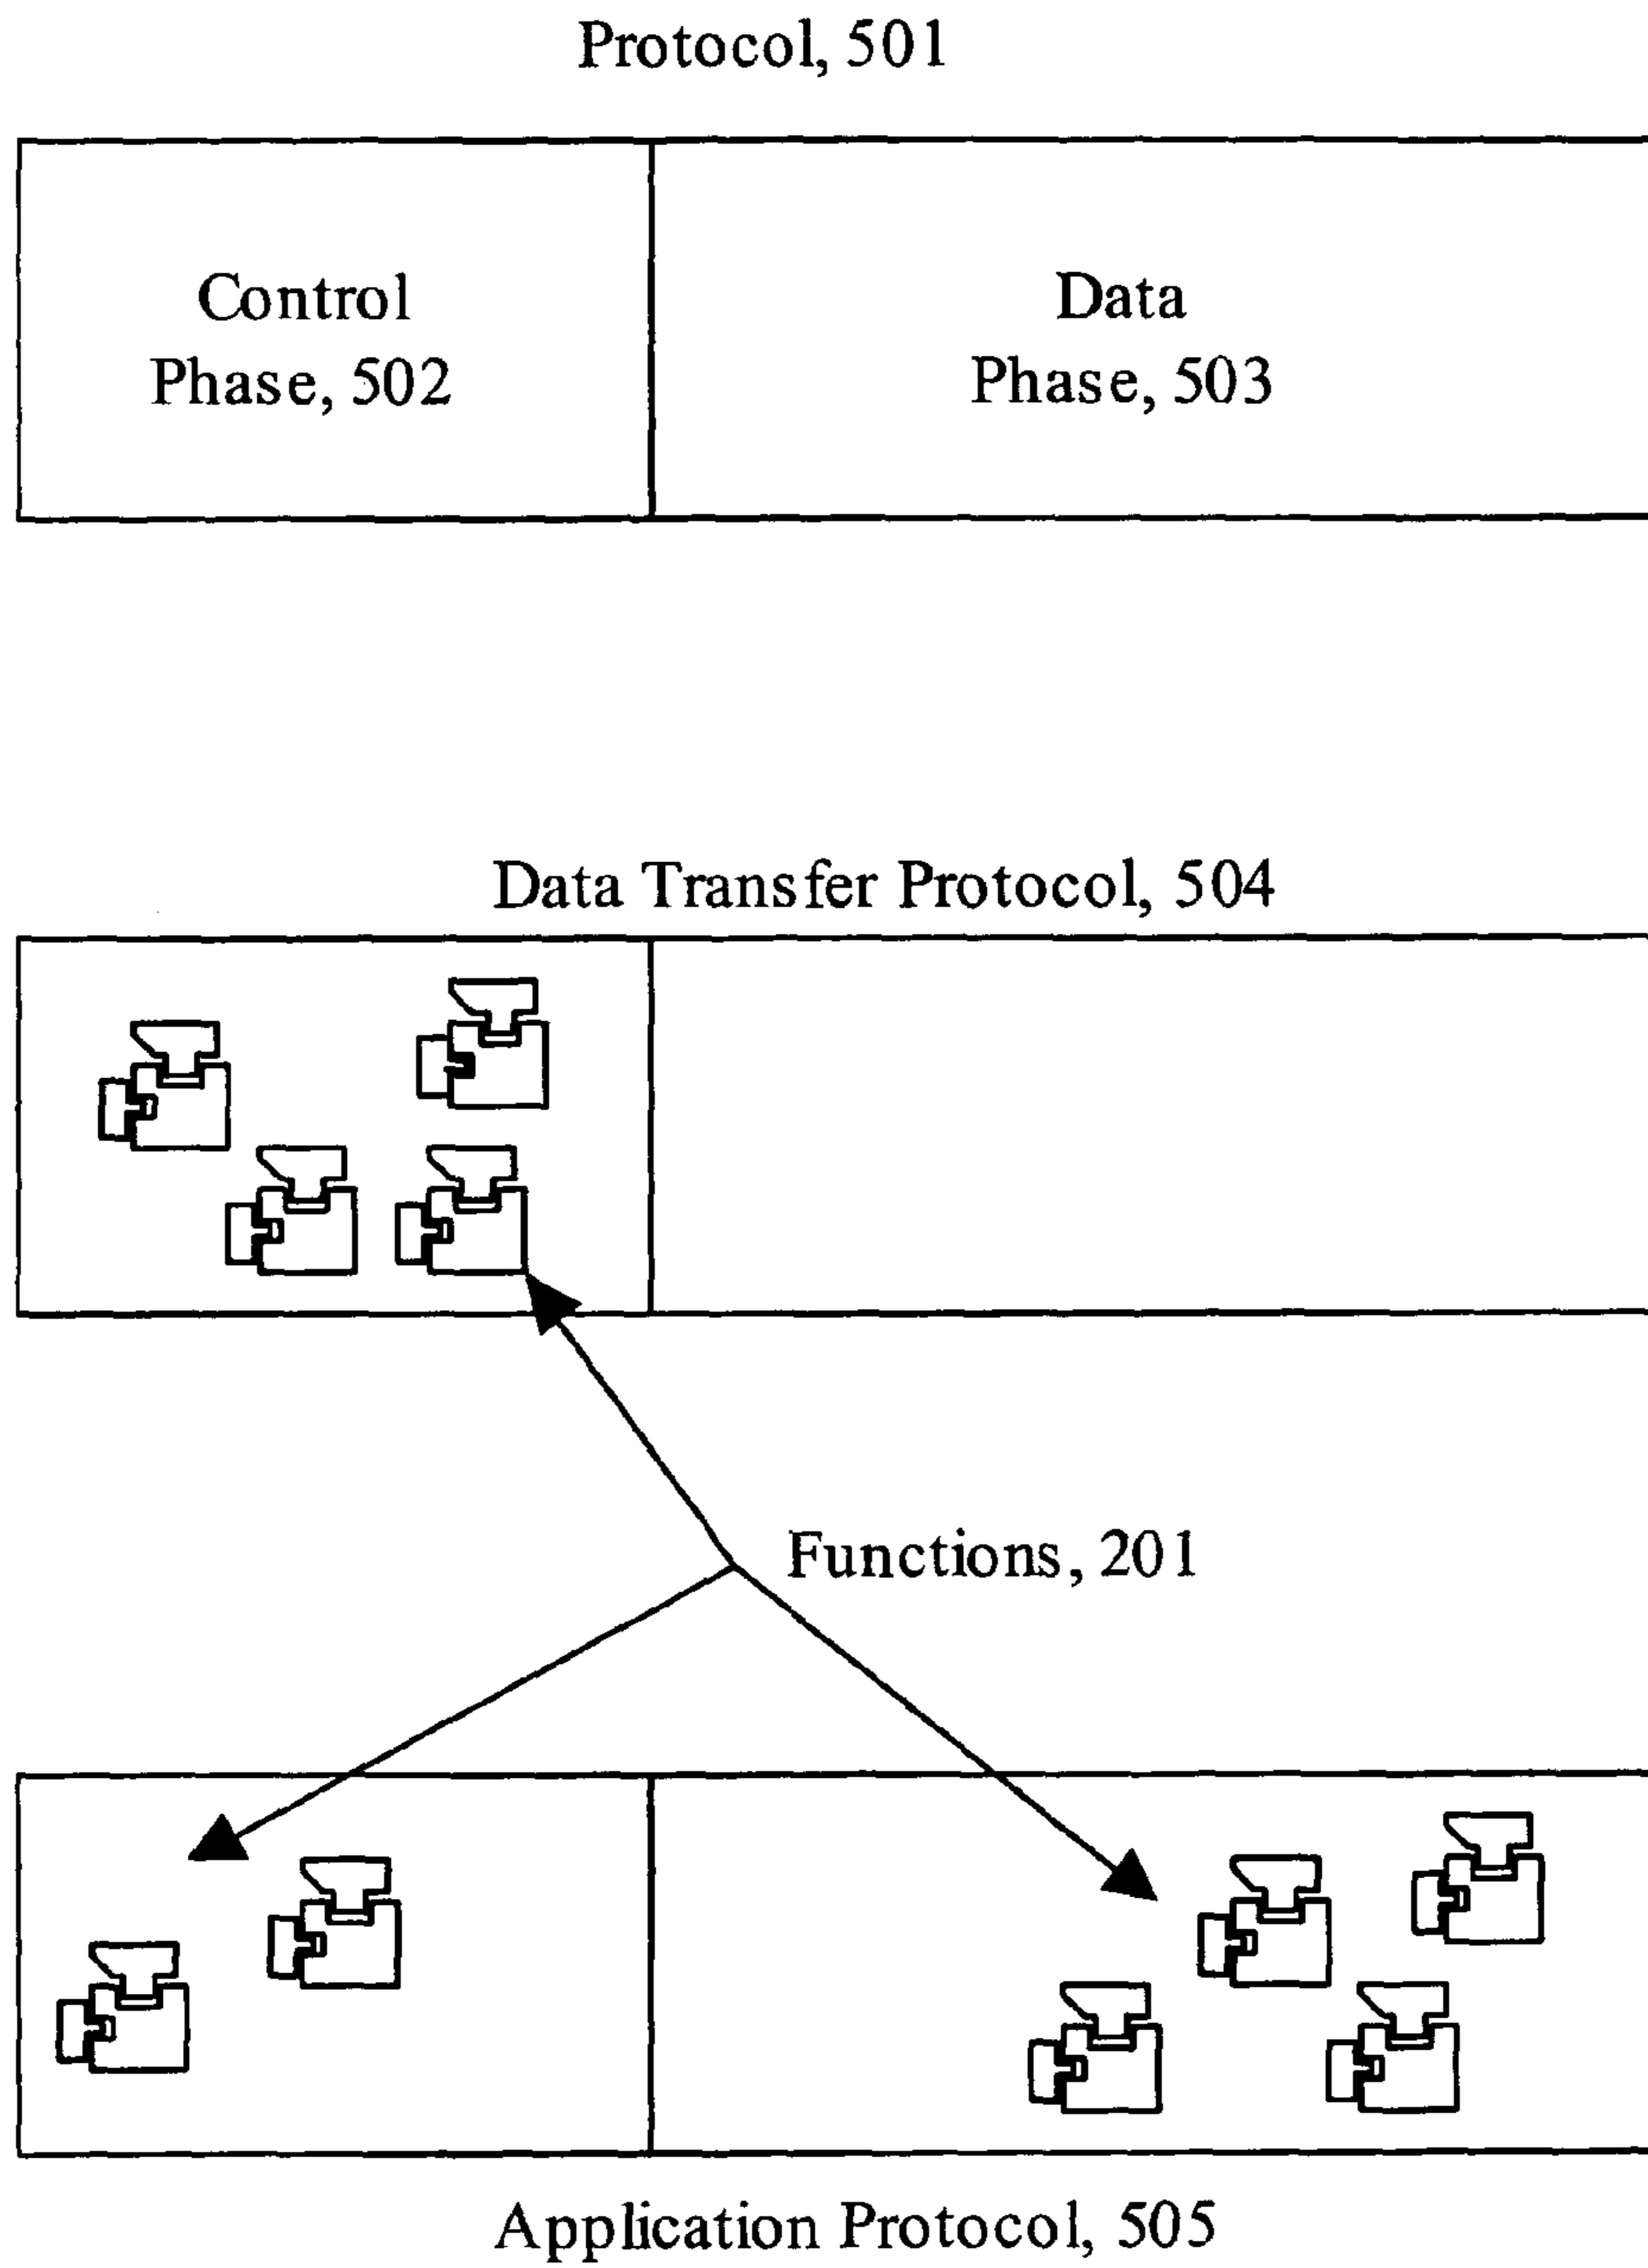 Protocol, 501
Control
Phase, 502
Data
Phase, 503
Data Transfer Protocol, 504
Functions, 201
Application Protocol, 505